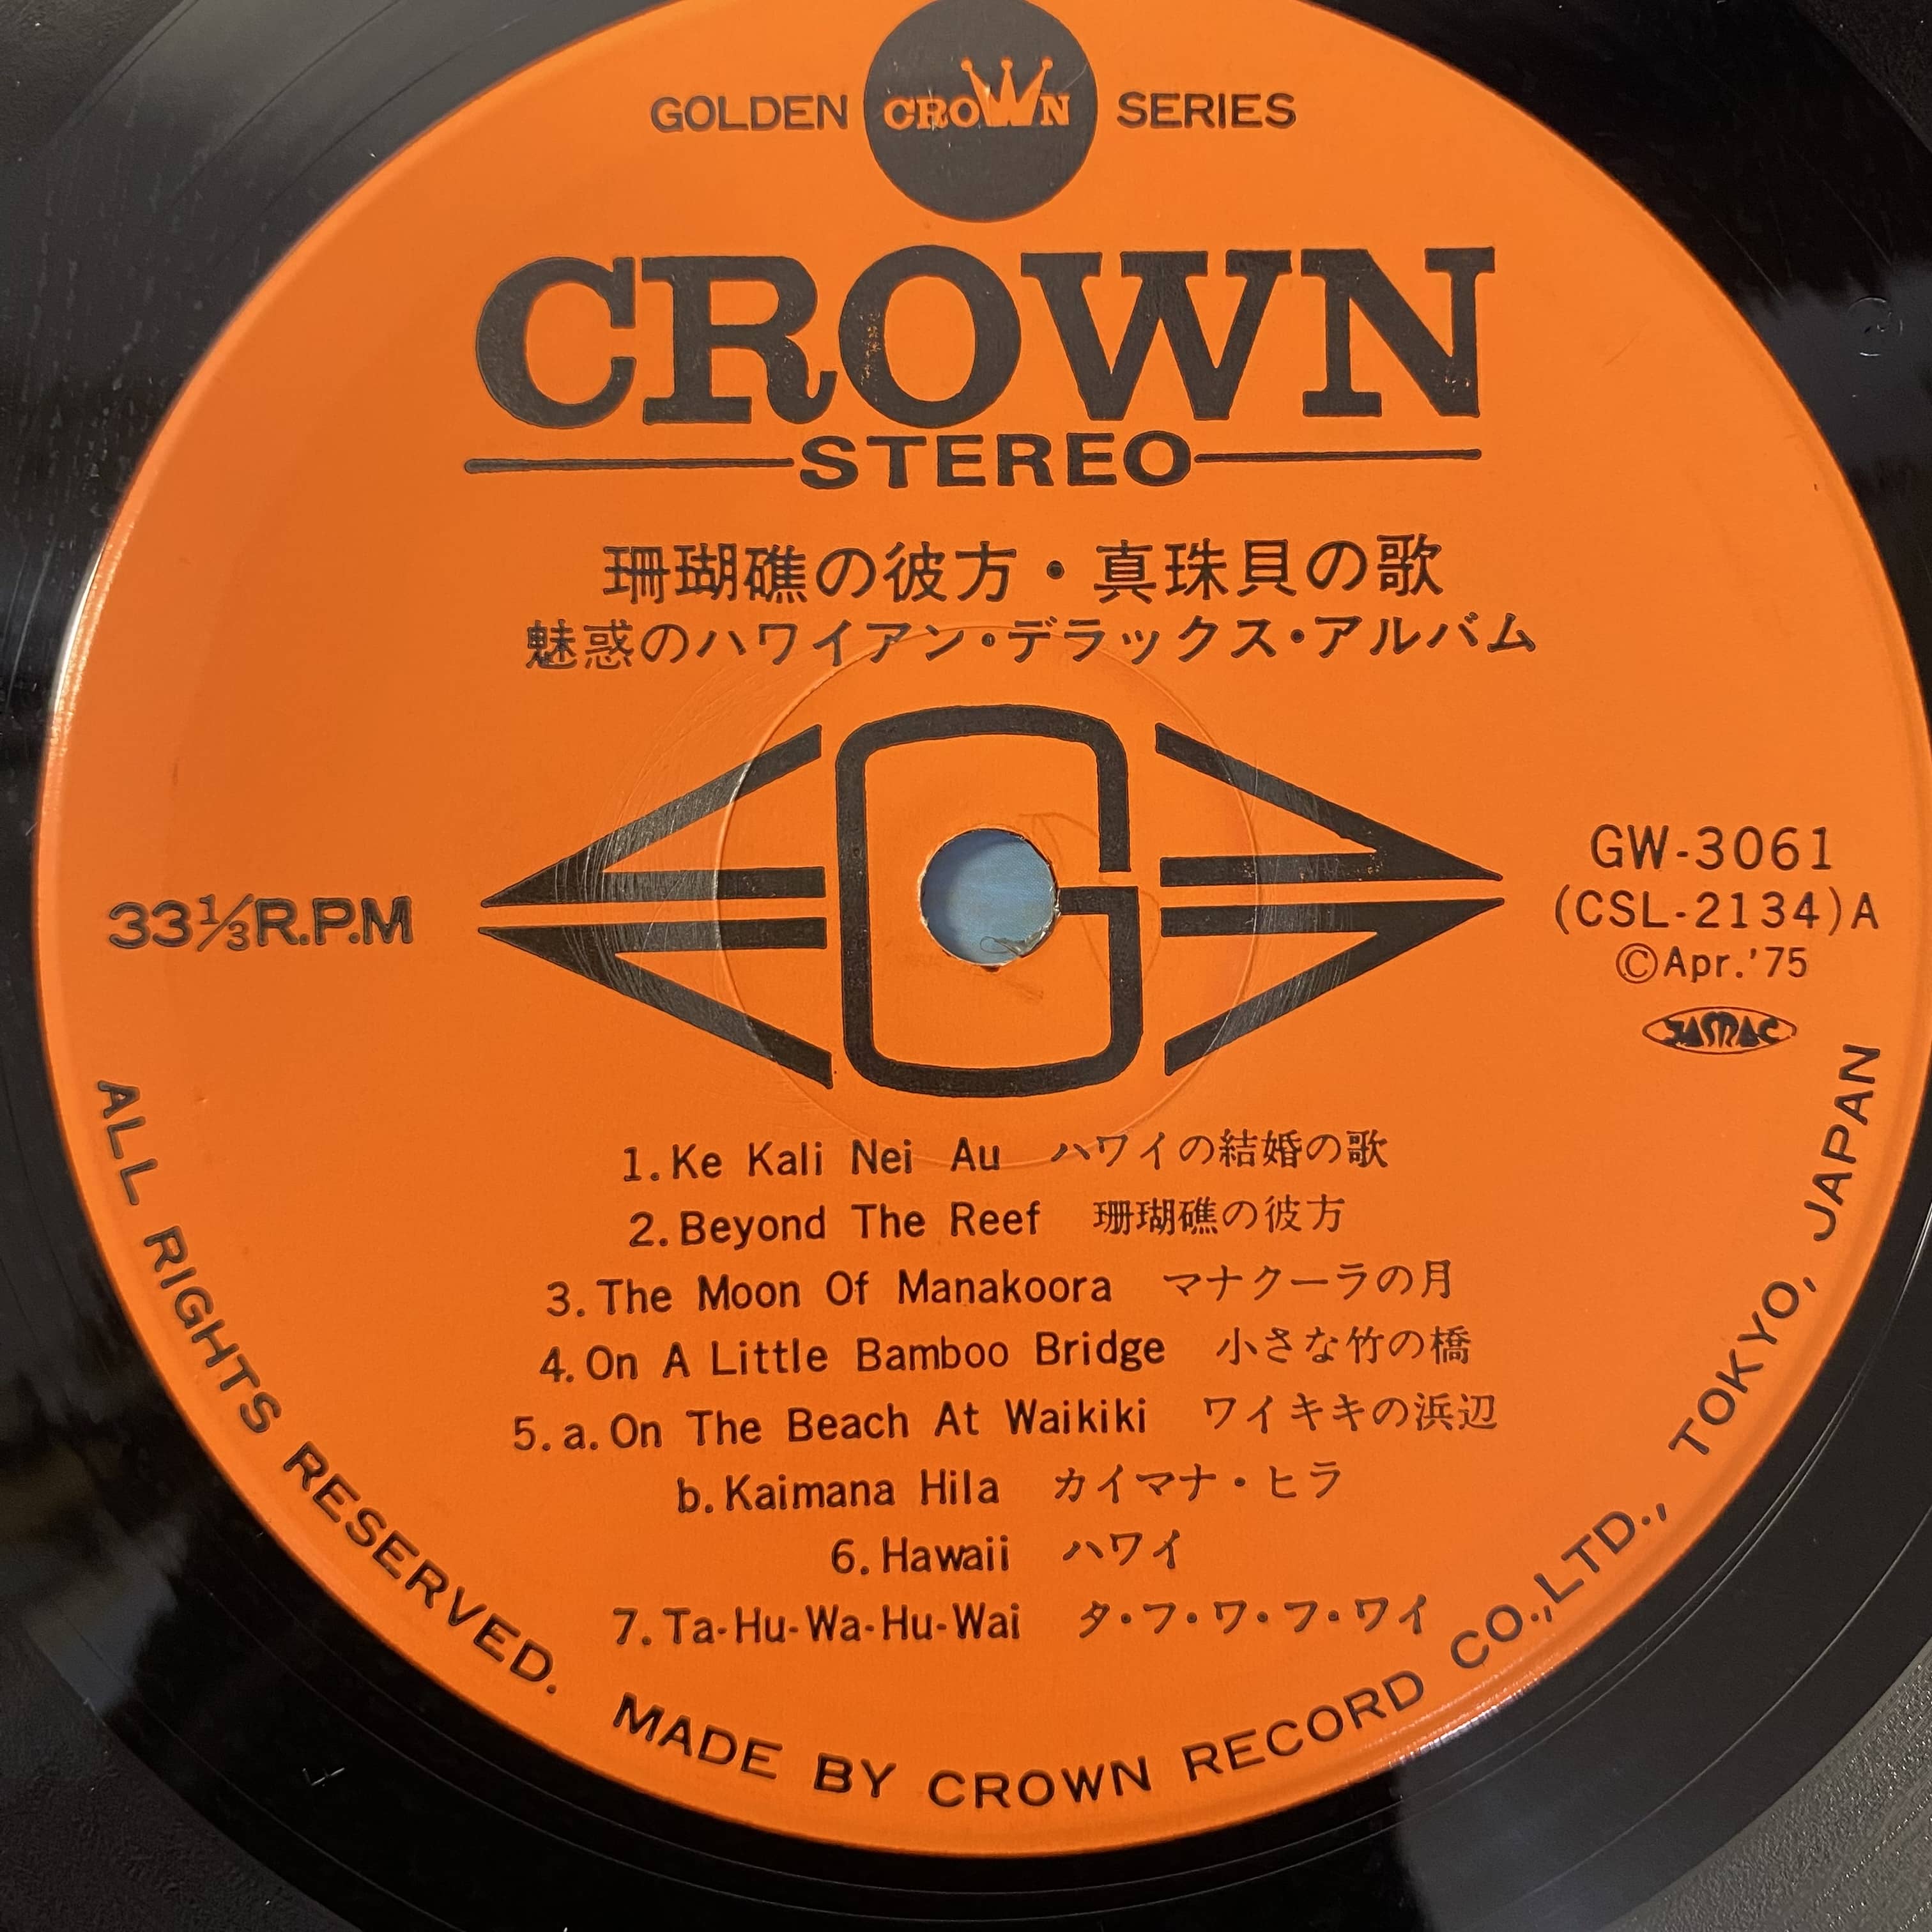 GOLDEN CROWN SERIES
CROWN
STEREO
珊瑚礁の彼方・真珠貝の歌
魅惑のハワイアン・デラックス・アルバム
G
33⅓R.P.M
GW-3061
(CSL-2134)A
©Apr.'75
JASRAC
1. Ke Kali Nei Au ハワイの結婚の歌
2. Beyond The Reef 珊瑚礁の彼方
3. The Moon Of Manakoora マナクーラの月
4. On A Little Bamboo Bridge 小さな竹の橋
5. a. On The Beach At Waikiki ワイキキの浜辺
b. Kaimana Hila カイマナ・ヒラ
6. Hawaii ハワイ
7. Ta-Hu-Wa-Hu-Wai タ・フ・ワ・フ・ワイ
ALL RIGHTS RESERVED. MADE BY CROWN RECORD CO.,LTD., TOKYO, JAPAN